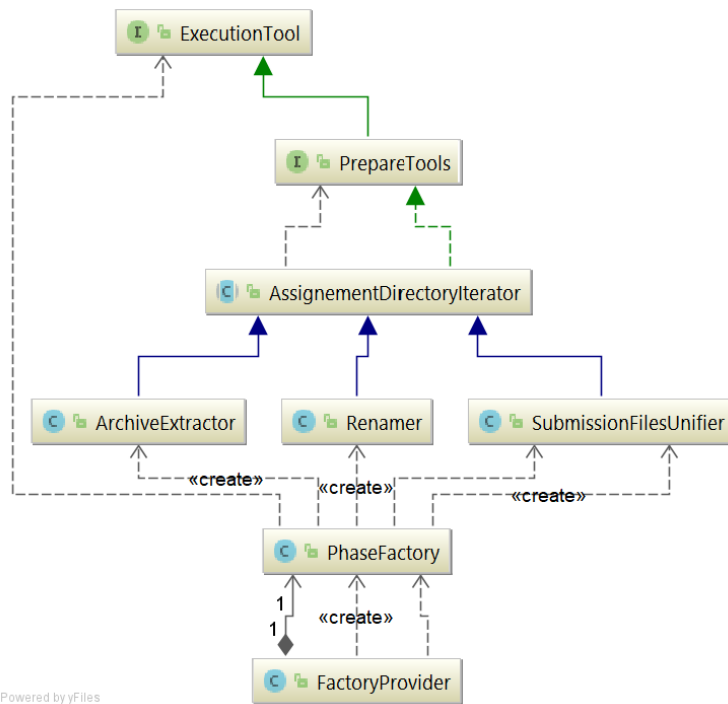 I ExecutionTool
I PrepareTools
C AssignementDirectoryIterator
C ArchiveExtractor
C Renamer
C SubmissionFilesUnifier
«create»
«create»
«create»
C PhaseFactory
1
«create»
1
C FactoryProvider
Powered by yFiles